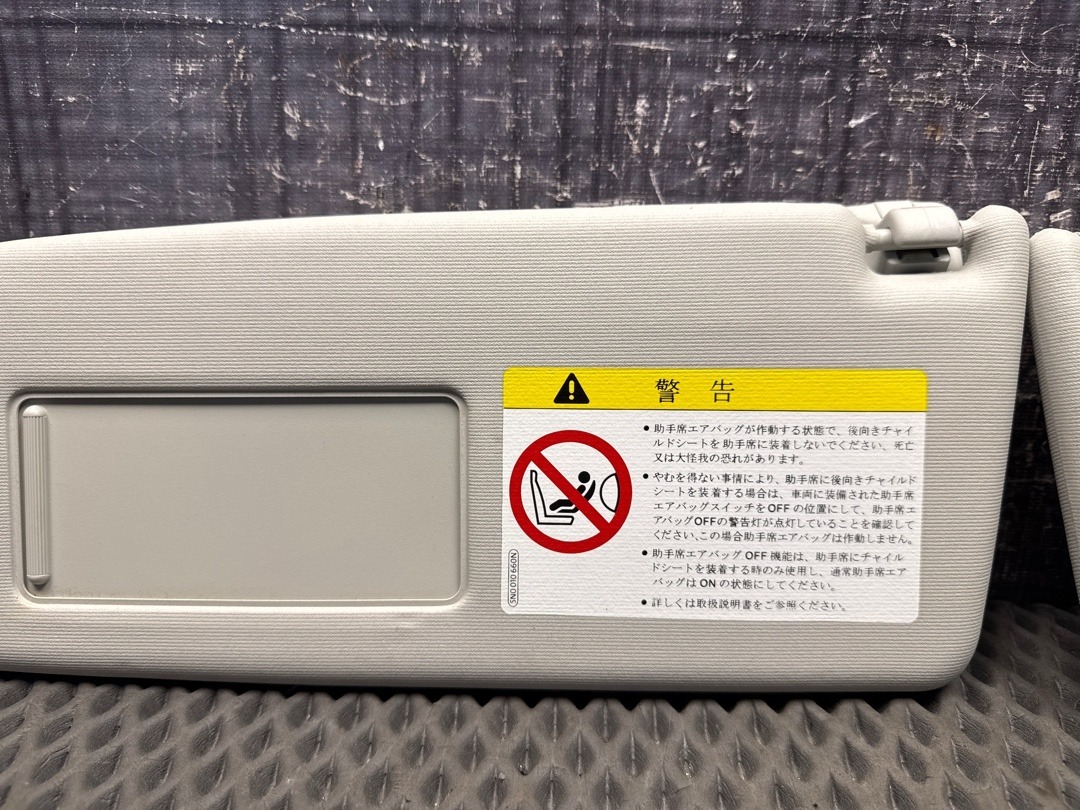 警 告
● 助手席エアバッグが作動する状態で、後向きチャイ
ルドシートを助手席に装着しないでください、死亡
又は大怪我の恐れがあります。
● やむを得ない事情により、助手席に後向きチャイルド
シートを装着する場合は、車両に装備された助手席
エアバッグスイッチをOFF の位置にして、助手席エ
アバッグOFFの警告灯が点灯していることを確認して
ください、この場合助手席エアバッグは作動しません。
● 助手席エアバッグ OFF 機能は、助手席にチャイル
ドシートを装着する時のみ使用し、通常助手席エア
バッグは ON の状態にしてください。
● 詳しくは取扱説明書をご参照ください。
5N0 010 660N